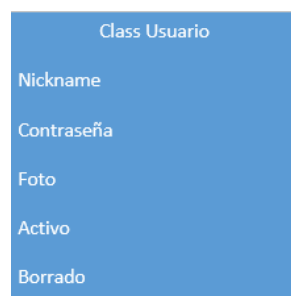 Class Usuario
Nickname
Contraseña
Foto
Activo
Borrado